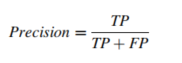 Precision = TP / TP + FP